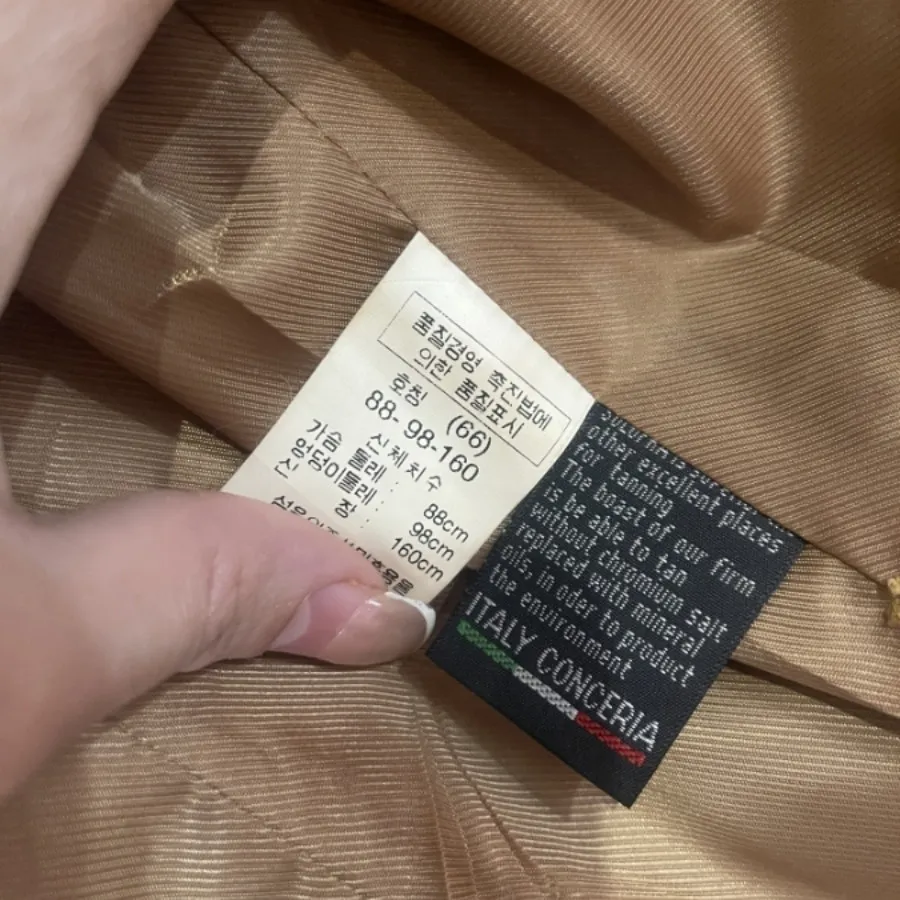 품질경영 촉진법에
의한 품질표시
호칭 (66)
88-98-160
신체치수
가슴 둘레 : 88cm
엉덩이둘레 : 98cm
신 장 : 160cm
other excellent places
for tanning
The boast of our firm
is be able to tan
without chromium salt
replaced with mineral
oils, in oder to product
the environment
ITALY CONCERIA